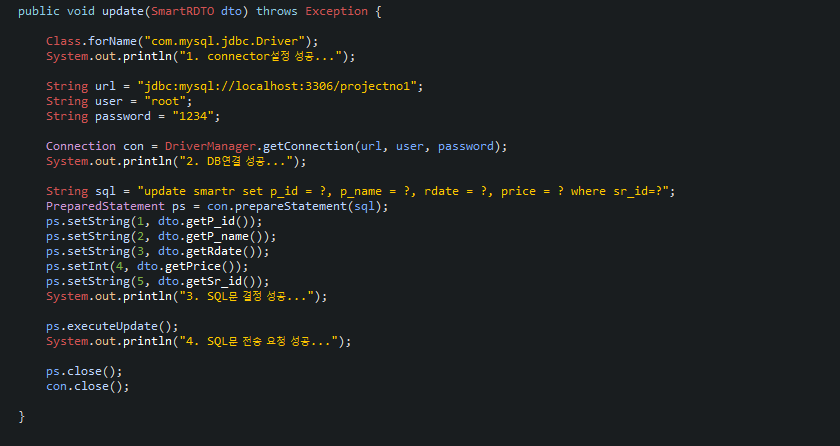 public void update(SmartRDTO dto) throws Exception {
Class.forName("com.mysql.jdbc.Driver");
System.out.println("1. connector설정 성공...");
String url = "jdbc:mysql://localhost:3306/projectno1";
String user = "root";
String password = "1234";
Connection con = DriverManager.getConnection(url, user, password);
System.out.println("2. DB연결 성공...");
String sql = "update smartr set p_id = ?, p_name = ?, rdate = ?, price = ? where sr_id=?";
PreparedStatement ps = con.prepareStatement(sql);
ps.setString(1, dto.getP_id());
ps.setString(2, dto.getP_name());
ps.setString(3, dto.getRdate());
ps.setInt(4, dto.getPrice());
ps.setString(5, dto.getSr_id());
System.out.println("3. SQL문 결정 성공...");
ps.executeUpdate();
System.out.println("4. SQL문 전송 요청 성공...");
ps.close();
con.close();
}